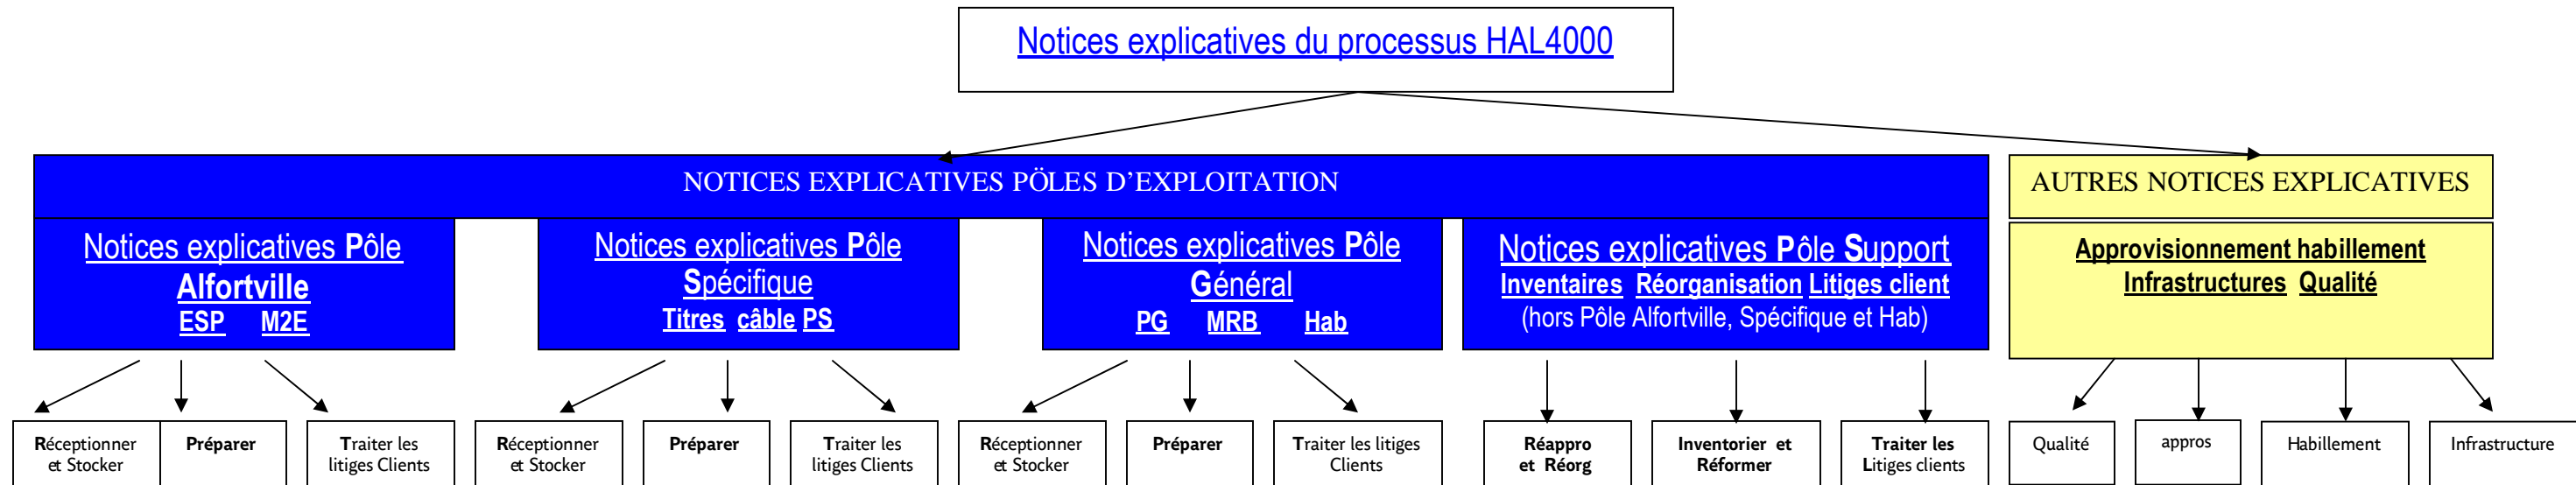 Notices explicatives du processus HAL4000
NOTICES EXPLICATIVES PÖLES D'EXPLOITATION
AUTRES NOTICES EXPLICATIVES
Notices explicatives Pôle
Alfortville
ESP M2E
Notices explicatives Pôle
Spécifique
Titres câble PS
Notices explicatives Pôle
Général
PG MRB Hab
Notices explicatives Pôle Support
Inventaires Réorganisation Litiges client
(hors Pôle Alfortville, Spécifique et Hab)
Approvisionnement habillement
Infrastructures Qualité
Réceptionner
et Stocker
Préparer
Traiter les
litiges Clients
Réceptionner
et Stocker
Préparer
Traiter les
litiges Clients
Réceptionner
et Stocker
Préparer
Traiter les litiges
Clients
Réappro
et Réorg
Inventorier et
Réformer
Traiter les
Litiges clients
Qualité
appros
Habillement
Infrastructure